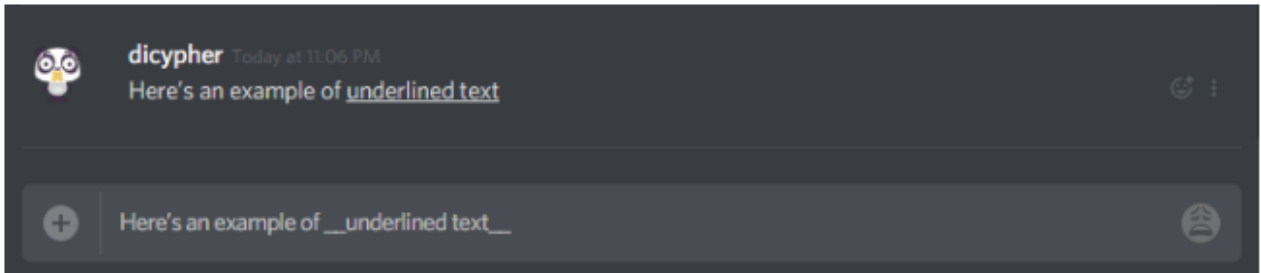 dicypher Today at 11:06 PM
Here's an example of underlined text
Here's an example of __underlined text__